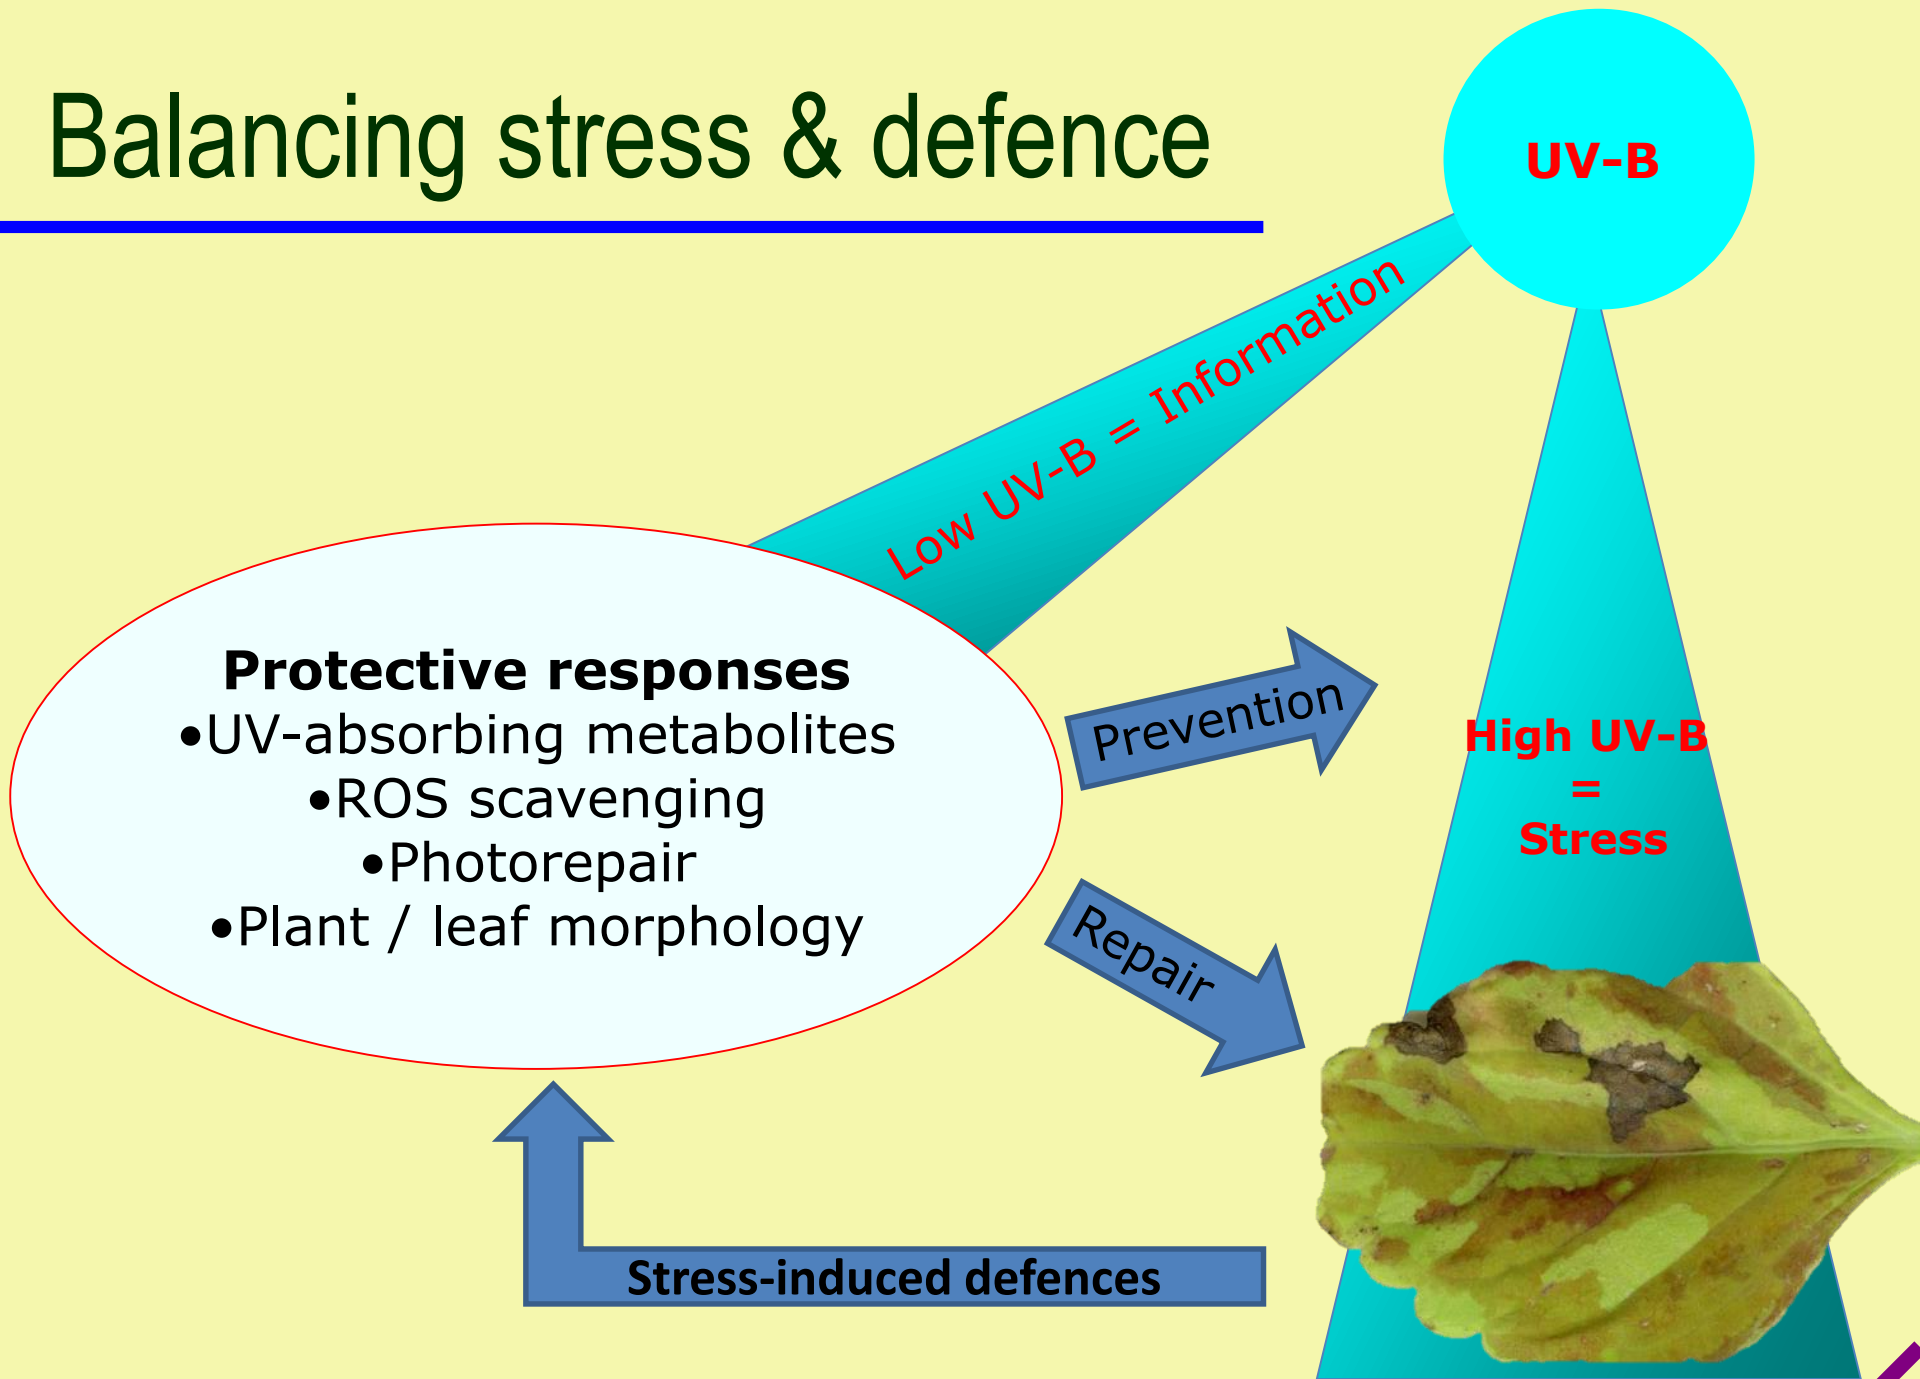 Balancing stress & defence
UV-B
Low UV-B = Information
Protective responses
•UV-absorbing metabolites
•ROS scavenging
•Photorepair
•Plant / leaf morphology
Prevention
High UV-B
=
Stress
Repair
Stress-induced defences